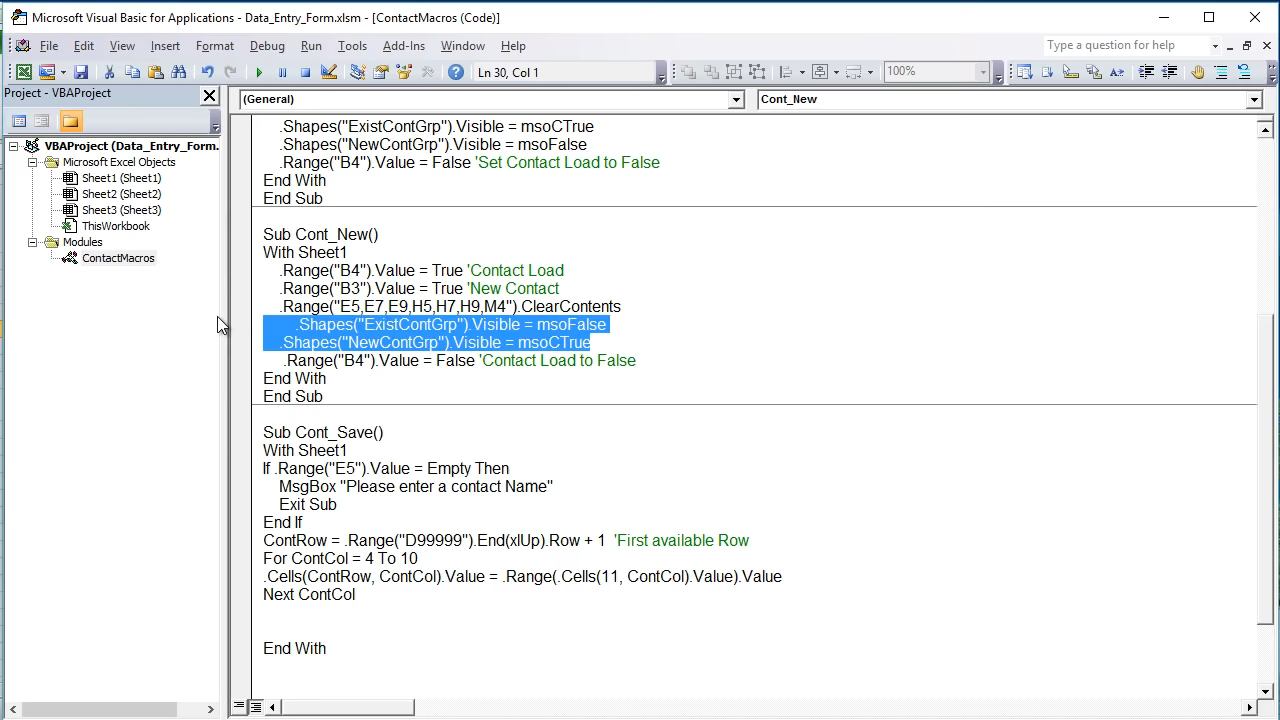 Microsoft Visual Basic for Applications - Data_Entry_Form.xlsm - [ContactMacros (Code)]
File Edit View Insert Format Debug Run Tools Add-Ins Window Help
Type a question for help
Ln 30, Col 1
100%
Project - VBAProject
(General)
Cont_New
VBAProject (Data_Entry_Form.
Microsoft Excel Objects
Sheet1 (Sheet1)
Sheet2 (Sheet2)
Sheet3 (Sheet3)
ThisWorkbook
Modules
ContactMacros
.Shapes("ExistContGrp").Visible = msoCTrue
.Shapes("NewContGrp").Visible = msoFalse
.Range("B4").Value = False 'Set Contact Load to False
End With
End Sub
Sub Cont_New()
With Sheet1
.Range("B4").Value = True 'Contact Load
.Range("B3").Value = True 'New Contact
.Range("E5,E7,E9,H5,H7,H9,M4").ClearContents
.Shapes("ExistContGrp").Visible = msoFalse
.Shapes("NewContGrp").Visible = msoCTrue
.Range("B4").Value = False 'Contact Load to False
End With
End Sub
Sub Cont_Save()
With Sheet1
If .Range("E5").Value = Empty Then
MsgBox "Please enter a contact Name"
Exit Sub
End If
ContRow = .Range("D99999").End(xlUp).Row + 1 'First available Row
For ContCol = 4 To 10
.Cells(ContRow, ContCol).Value = .Range(.Cells(11, ContCol).Value).Value
Next ContCol
End With